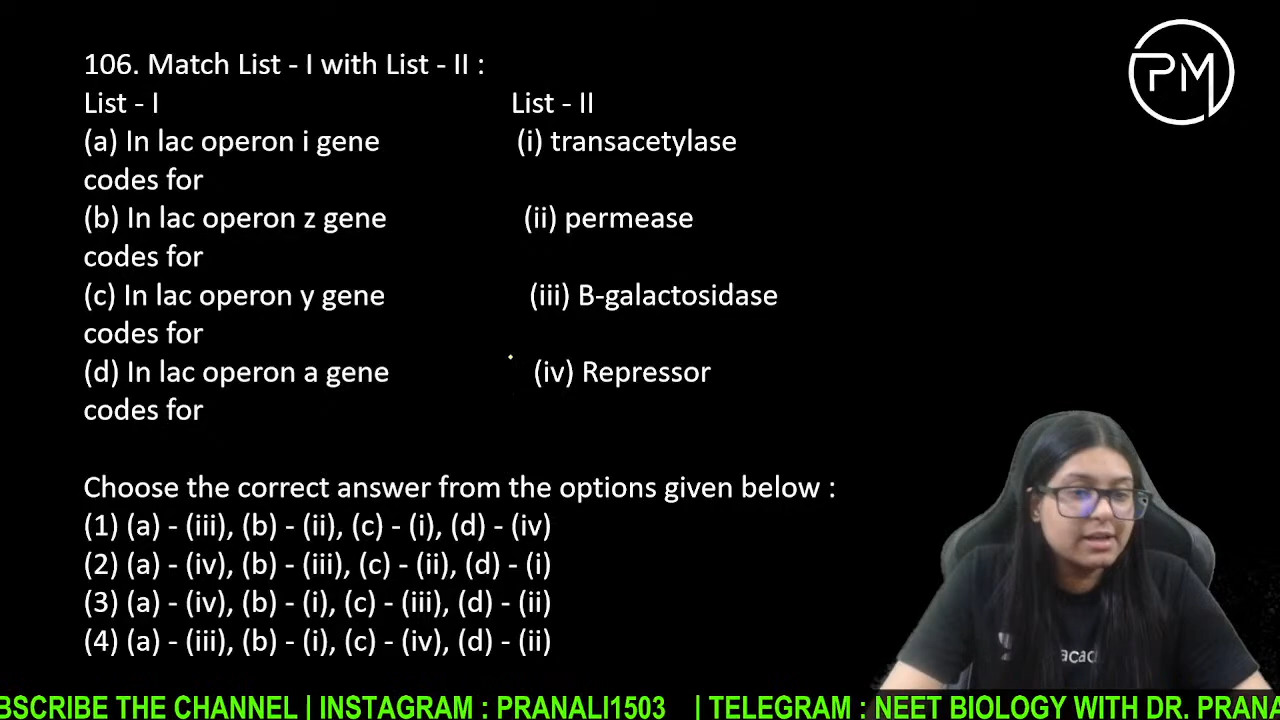 PM
106. Match List - I with List - II :
List - I List - II
(a) In lac operon i gene (i) transacetylase
codes for
(b) In lac operon z gene (ii) permease
codes for
(c) In lac operon y gene (iii) B-galactosidase
codes for
(d) In lac operon a gene (iv) Repressor
codes for
Choose the correct answer from the options given below :
(1) (a) - (iii), (b) - (ii), (c) - (i), (d) - (iv)
(2) (a) - (iv), (b) - (iii), (c) - (ii), (d) - (i)
(3) (a) - (iv), (b) - (i), (c) - (iii), (d) - (ii)
(4) (a) - (iii), (b) - (i), (c) - (iv), (d) - (ii)
BSCRIBE THE CHANNEL | INSTAGRAM : PRANALI1503 | TELEGRAM : NEET BIOLOGY WITH DR. PRANA